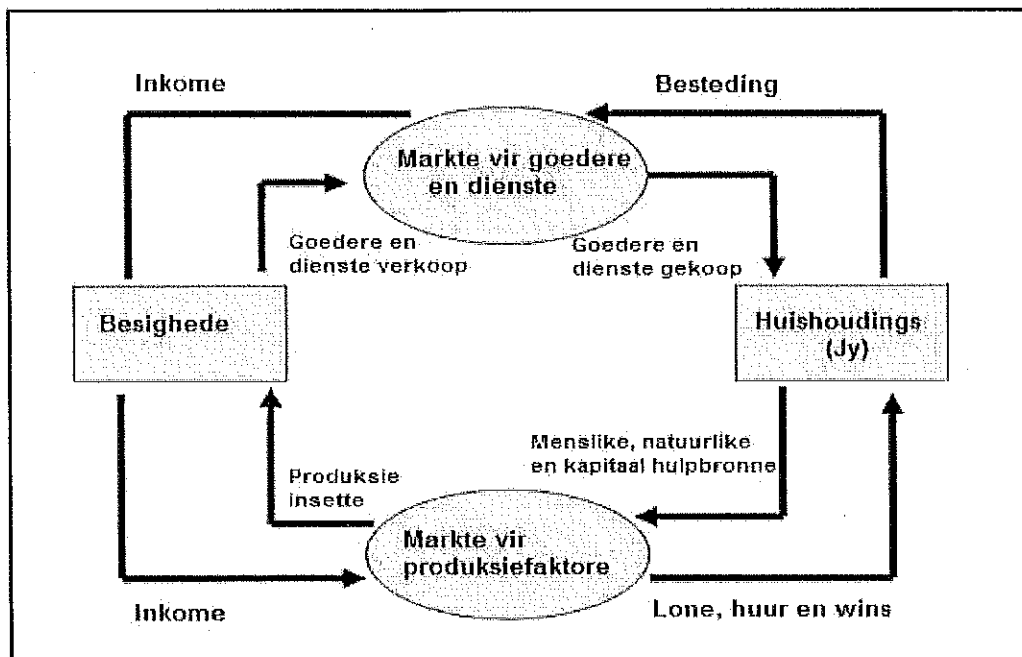 Inkome
Besteding
Markte vir goedere
en dienste
Goedere en
dienste verkoop
Goedere en
dienste gekoop
Besighede
Huishoudings
(Jy)
Menslike, natuurlike
en kapitaal hulpbronne
Produksie
insette
Markte vir
produksiefaktore
Inkome
Lone, huur en wins